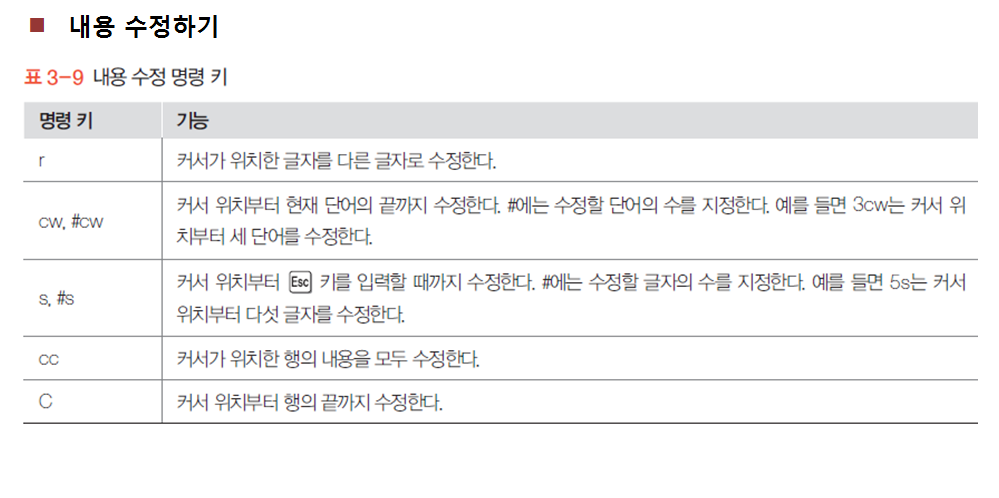 ■ 내용 수정하기
표 3-9 내용 수정 명령 키
명령 키 기능
r 커서가 위치한 글자를 다른 글자로 수정한다.
cw, #cw 커서 위치부터 현재 단어의 끝까지 수정한다. #에는 수정할 단어의 수를 지정한다. 예를 들면 3cw는 커서 위
치부터 세 단어를 수정한다.
s, #s 커서 위치부터 Esc 키를 입력할 때까지 수정한다. #에는 수정할 글자의 수를 지정한다. 예를 들면 5s는 커서
위치부터 다섯 글자를 수정한다.
cc 커서가 위치한 행의 내용을 모두 수정한다.
C 커서 위치부터 행의 끝까지 수정한다.